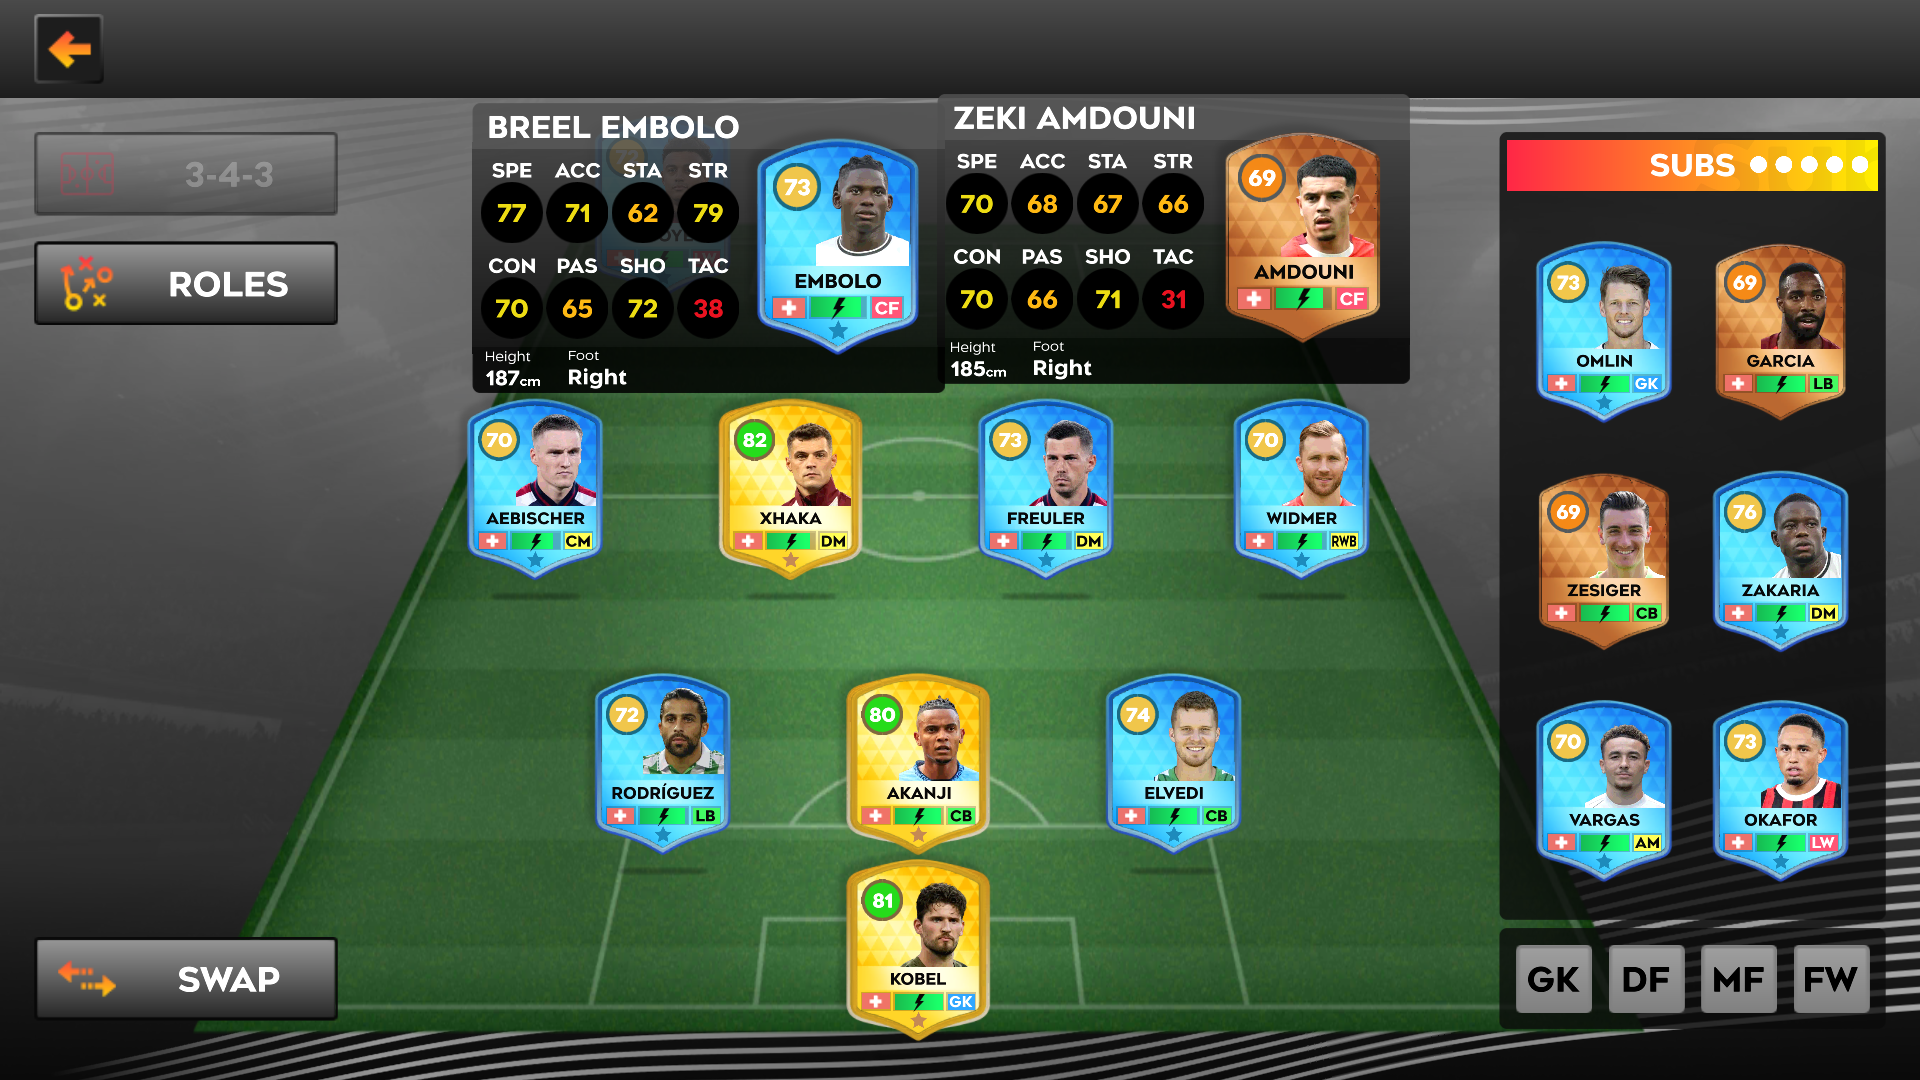 3-4-3
ROLES
BREEL EMBOLO
SPE ACC STA STR
77 71 62 79
CON PAS SHO TAC
70 65 72 38
Height Foot
187cm Right
73
EMBOLO
CF
ZEKI AMDOUNI
SPE ACC STA STR
70 68 67 66
CON PAS SHO TAC
70 66 71 31
Height Foot
185cm Right
69
AMDOUNI
CF
70
AEBISCHER
CM
82
XHAKA
DM
73
FREULER
DM
70
WIDMER
RWB
72
RODRÍGUEZ
LB
80
AKANJI
CB
74
ELVEDI
CB
81
KOBEL
GK
SWAP
SUBS
73
OMLIN
GK
69
GARCIA
LB
69
ZESIGER
CB
76
ZAKARIA
DM
70
VARGAS
AM
73
OKAFOR
LW
GK DF MF FW